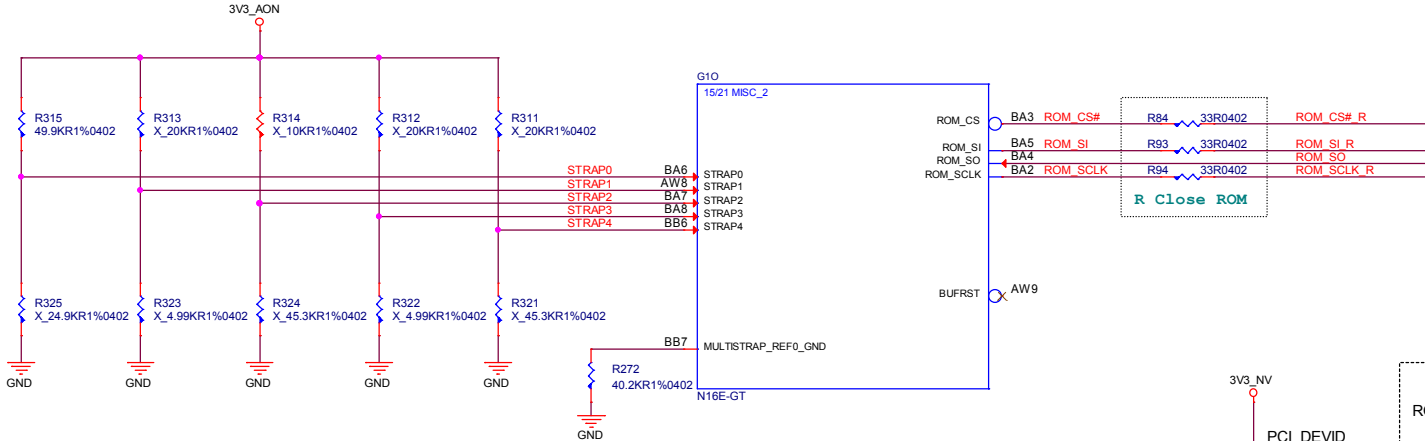 3V3_AON
R315
49.9KR1%0402
R313
X_20KR1%0402
R314
X_10KR1%0402
R312
X_20KR1%0402
R311
X_20KR1%0402
G1O
15/21 MISC_2
ROM_CS
BA3
ROM_CS#
R84
33R0402
ROM_CS#_R
ROM_SI
BA5
ROM_SI
R93
33R0402
ROM_SI_R
ROM_SO
BA4
ROM_SO
ROM_SCLK
BA2
ROM_SCLK
R94
33R0402
ROM_SCLK_R
R Close ROM
STRAP0
BA6
STRAP0
STRAP1
AW8
STRAP1
STRAP2
BA7
STRAP2
STRAP3
BA8
STRAP3
STRAP4
BB6
STRAP4
BUFRST
AW9
R325
X_24.9KR1%0402
R323
X_4.99KR1%0402
R324
X_45.3KR1%0402
R322
X_4.99KR1%0402
R321
X_45.3KR1%0402
GND
GND
GND
GND
GND
BB7
MULTISTRAP_REF0_GND
R272
40.2KR1%0402
GND
N16E-GT
3V3_NV
PCI_DEVID